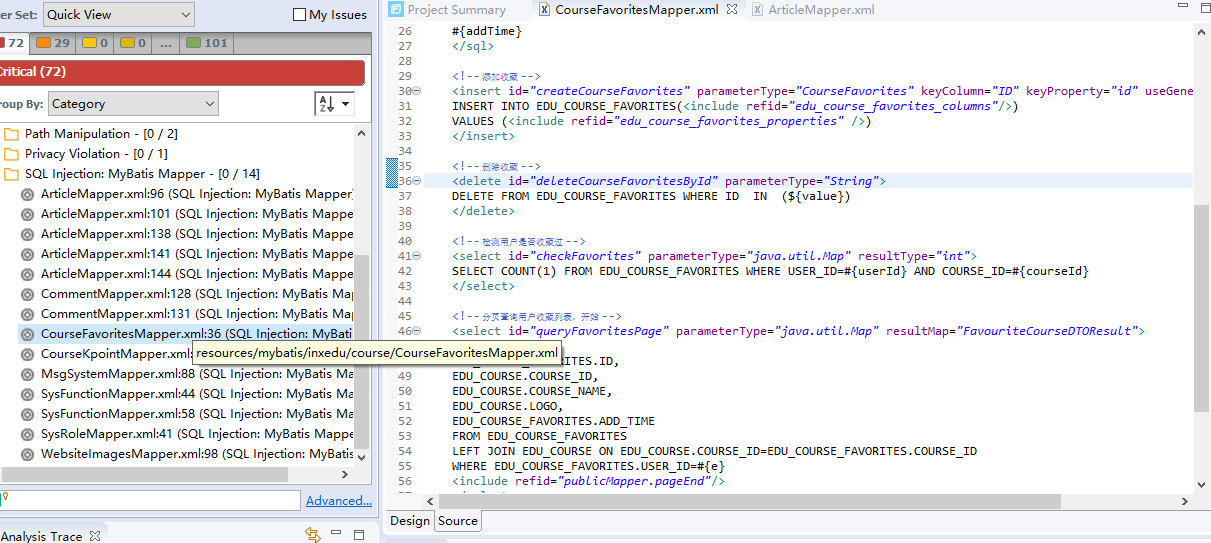 er Set:
Quick View
My Issues
72
29
0
0
...
101
Critical (72)
roup By:
Category
Path Manipulation - [0 / 2]
Privacy Violation - [0 / 1]
SQL Injection: MyBatis Mapper - [0 / 14]
ArticleMapper.xml:96 (SQL Injection: MyBatis Mapper)
ArticleMapper.xml:101 (SQL Injection: MyBatis Mappe
ArticleMapper.xml:138 (SQL Injection: MyBatis Mappe
ArticleMapper.xml:141 (SQL Injection: MyBatis Mappe
ArticleMapper.xml:144 (SQL Injection: MyBatis Mappe
CommentMapper.xml:128 (SQL Injection: MyBatis Map
CommentMapper.xml:131 (SQL Injection: MyBatis Map
CourseFavoritesMapper.xml:36 (SQL Injection: MyBati
CourseKpointMapper.xml:
resources/mybatis/inxedu/course/CourseFavoritesMapper.xml
MsgSystemMapper:88 (SQL Injection: MyBatis Ma
SysFunctionMapper.xml:44 (SQL Injection: MyBatis Ma
SysFunctionMapper.xml:58 (SQL Injection: MyBatis Ma
SysRoleMapper.xml:41 (SQL Injection: MyBatis Mappe
WebsiteImagesMapper.xml:98 (SQL Injection: MyBatis
Advanced...
Analysis Trace
Project Summary
CourseFavoritesMapper.xml
ArticleMapper.xml
26 #{addTime}
27 </sql>
28
29 <!-- 添加收藏 -->
30 <insert id="createCourseFavorites" parameterType="CourseFavorites" keyColumn="ID" keyProperty="id" useGene
31 INSERT INTO EDU_COURSE_FAVORITES(<include refid="edu_course_favorites_columns"/>)
32 VALUES (<include refid="edu_course_favorites_properties" />)
33 </insert>
34
35 <!-- 删除收藏 -->
36 <delete id="deleteCourseFavoritesById" parameterType="String">
37 DELETE FROM EDU_COURSE_FAVORITES WHERE ID  IN  (${value})
38 </delete>
39
40 <!-- 检测用户是否收藏过 -->
41 <select id="checkFavorites" parameterType="java.util.Map" resultType="int">
42 SELECT COUNT(1) FROM EDU_COURSE_FAVORITES WHERE USER_ID=#{userId} AND COURSE_ID=#{courseId}
43 </select>
44
45 <!-- 分页查询用户收藏列表，开始 -->
46 <select id="queryFavoritesPage" parameterType="java.util.Map" resultMap="FavouriteCourseDTOResult">
ITES.ID,
49 EDU_COURSE.COURSE_ID,
50 EDU_COURSE.COURSE_NAME,
51 EDU_COURSE.LOGO,
52 EDU_COURSE_FAVORITES.ADD_TIME
53 FROM EDU_COURSE_FAVORITES
54 LEFT JOIN EDU_COURSE ON EDU_COURSE.COURSE_ID=EDU_COURSE_FAVORITES.COURSE_ID
55 WHERE EDU_COURSE_FAVORITES.USER_ID=#{e}
56 <include refid="publicMapper.pageEnd"/>
Design
Source